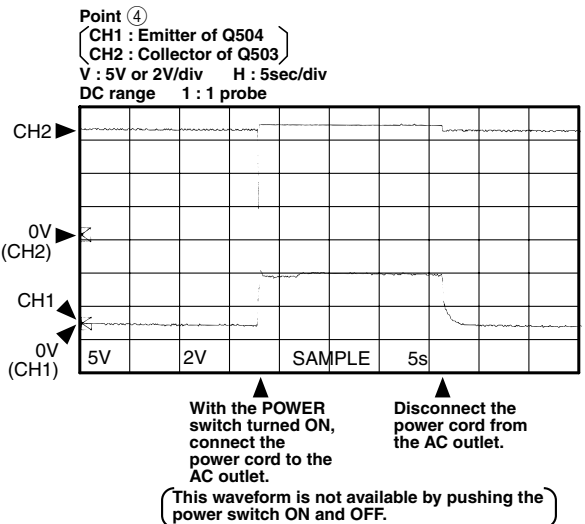 Point ④
CH1 : Emitter of Q504
CH2 : Collector of Q503
V : 5V or 2V/div H : 5sec/div
DC range 1 : 1 probe
CH2
0V
(CH2)
CH1
0V
(CH1)
5V 2V SAMPLE 5s
With the POWER
switch turned ON,
connect the
power cord to the
AC outlet.
Disconnect the
power cord from
the AC outlet.
This waveform is not available by pushing the
power switch ON and OFF.